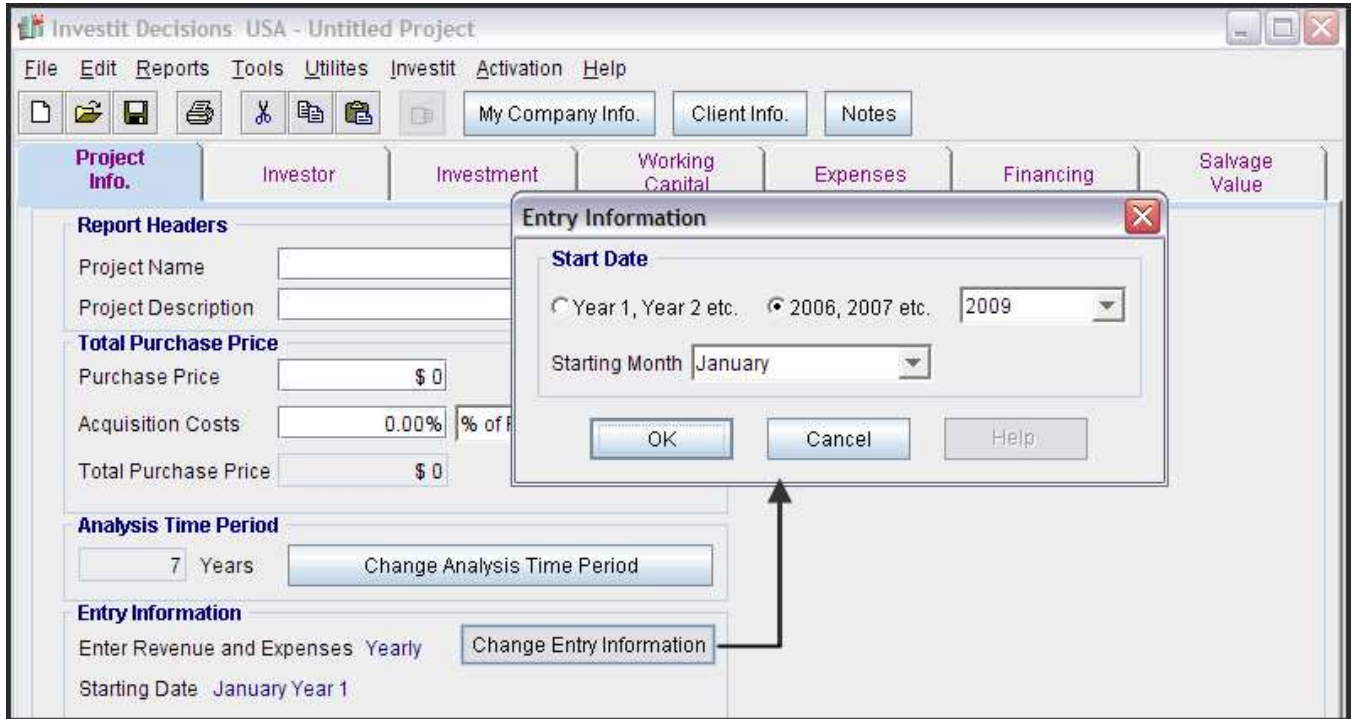 Investit Decisions USA - Untitled Project
File Edit Reports Tools Utilites Investit Activation Help
My Company Info. Client Info. Notes
Project Info.
Investor
Investment
Working Capital
Expenses
Financing
Salvage Value
Report Headers
Project Name
Project Description
Total Purchase Price
Purchase Price $ 0
Acquisition Costs 0.00% % of
Total Purchase Price $ 0
Analysis Time Period
7 Years Change Analysis Time Period
Entry Information
Enter Revenue and Expenses Yearly Change Entry Information
Starting Date January Year 1
Entry Information
Start Date
Year 1, Year 2 etc. 2006, 2007 etc. 2009
Starting Month January
OK Cancel Help